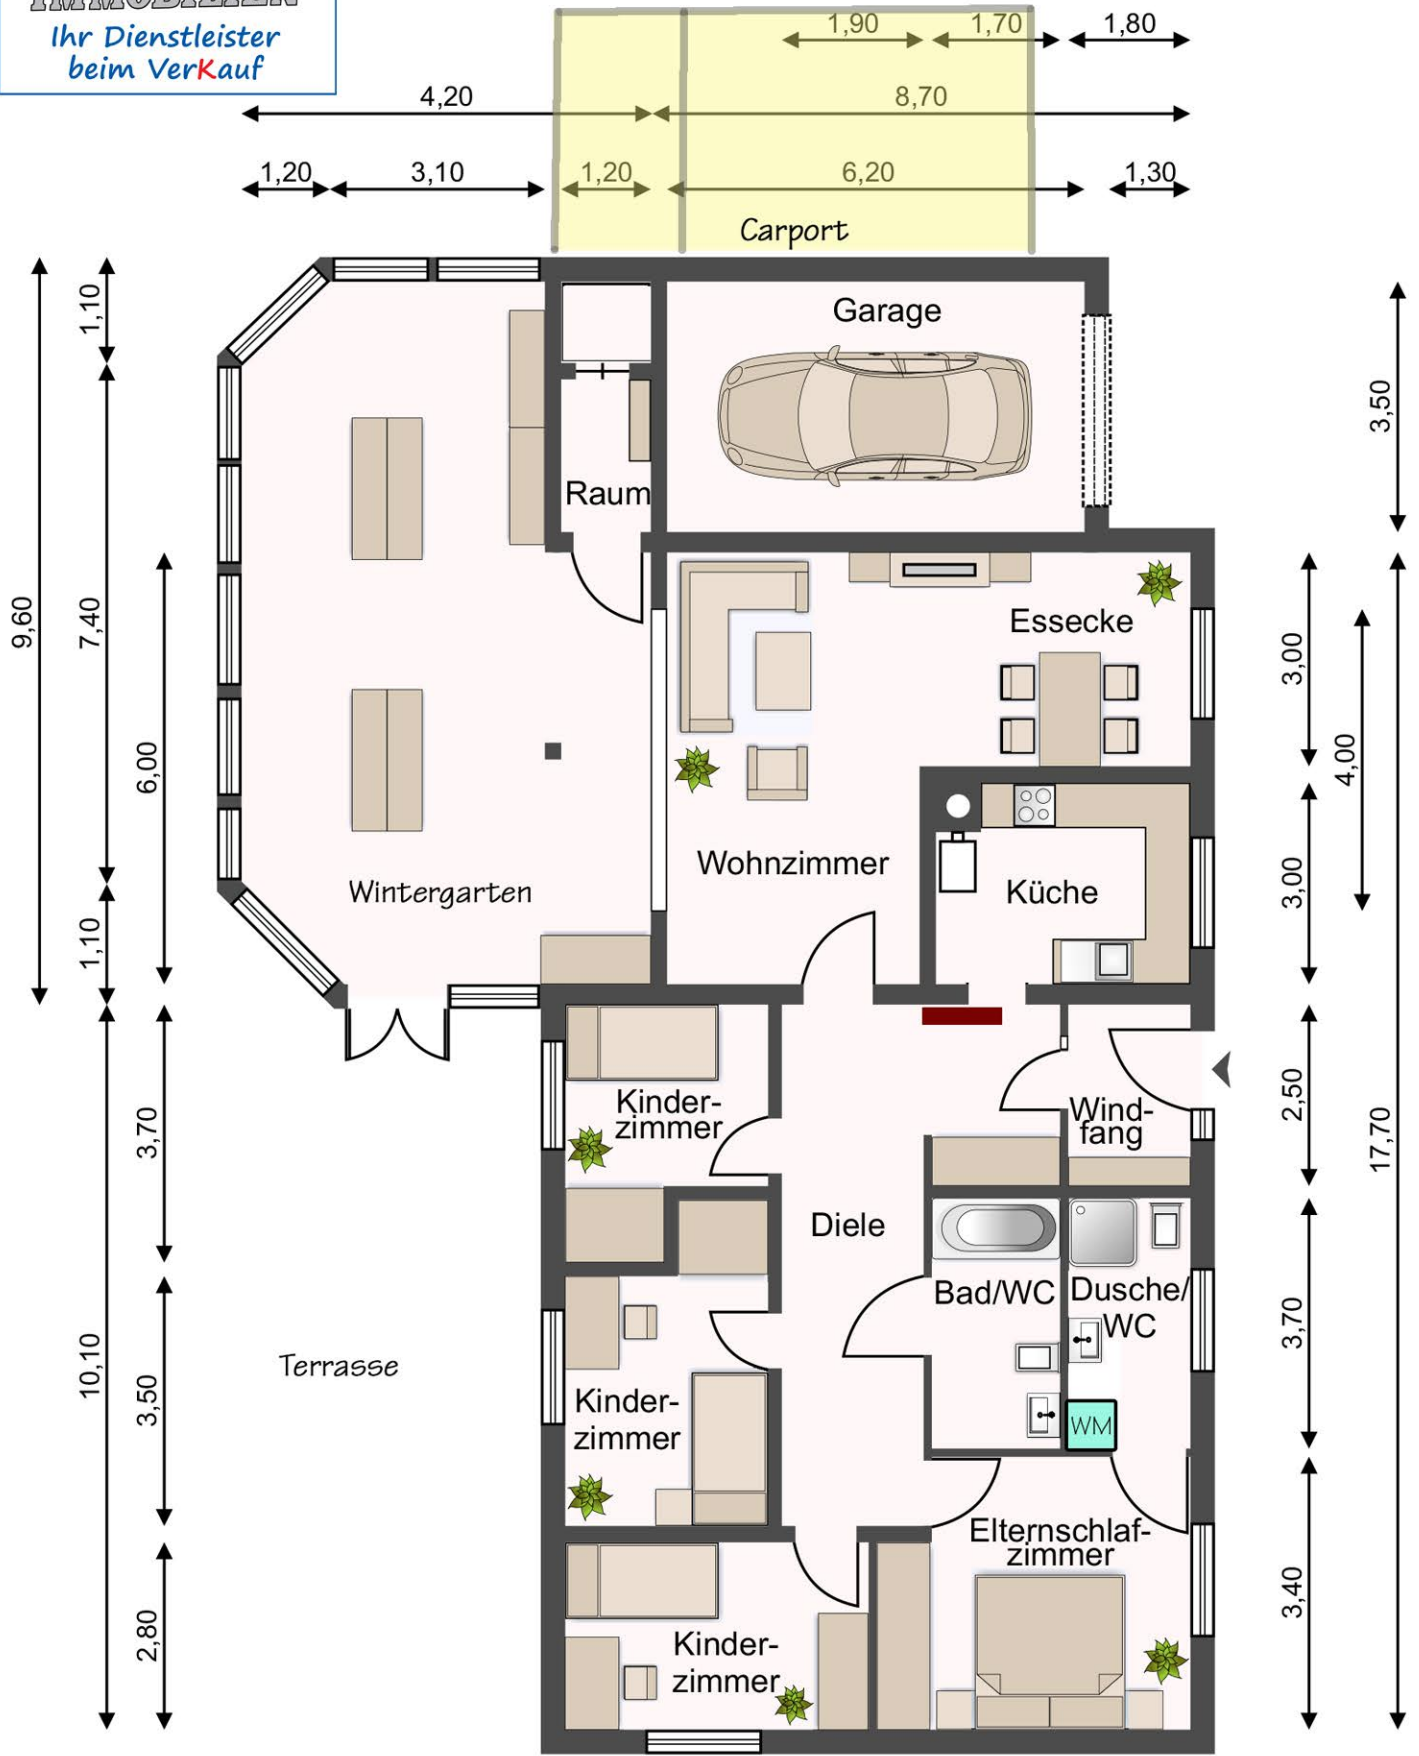 IMMOBILIEN
Ihr Dienstleister
beim VerKauf
1,90
1,70
1,80
4,20
8,70
1,20
3,10
1,20
6,20
1,30
Carport
Garage
Raum
Essecke
Wohnzimmer
Küche
Wintergarten
Kinder-
zimmer
Wind-
fang
Diele
Bad/WC
Dusche/
WC
WM
Terrasse
Kinder-
zimmer
Elternschlaf-
zimmer
Kinder-
zimmer
9,60
1,10
7,40
1,10
10,10
6,00
3,70
3,50
2,80
3,00
3,00
2,50
3,70
3,40
4,00
3,50
17,70